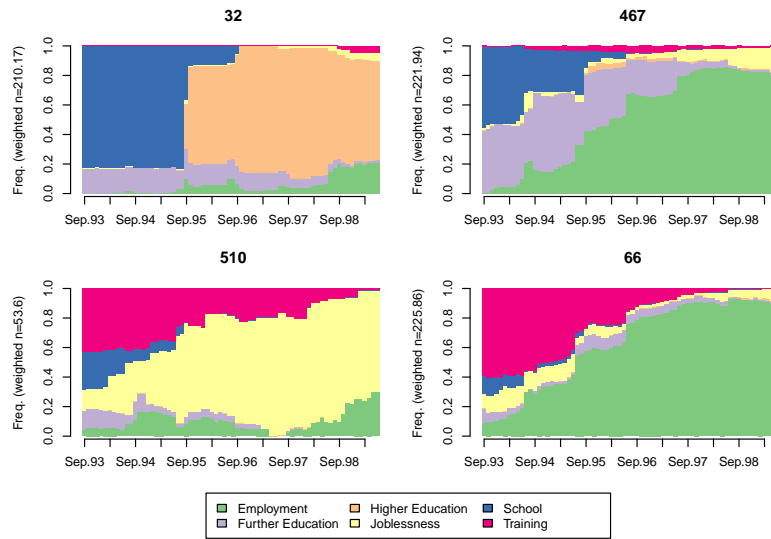 32
Freq. (weighted n=210.17)
0.0 0.2 0.4 0.6 0.8 1.0
Sep.93 Sep.94 Sep.95 Sep.96 Sep.97 Sep.98
467
Freq. (weighted n=221.94)
0.0 0.2 0.4 0.6 0.8 1.0
Sep.93 Sep.94 Sep.95 Sep.96 Sep.97 Sep.98
510
Freq. (weighted n=53.6)
0.0 0.2 0.4 0.6 0.8 1.0
Sep.93 Sep.94 Sep.95 Sep.96 Sep.97 Sep.98
66
Freq. (weighted n=225.86)
0.0 0.2 0.4 0.6 0.8 1.0
Sep.93 Sep.94 Sep.95 Sep.96 Sep.97 Sep.98
Employment Higher Education School
Further Education Joblessness Training